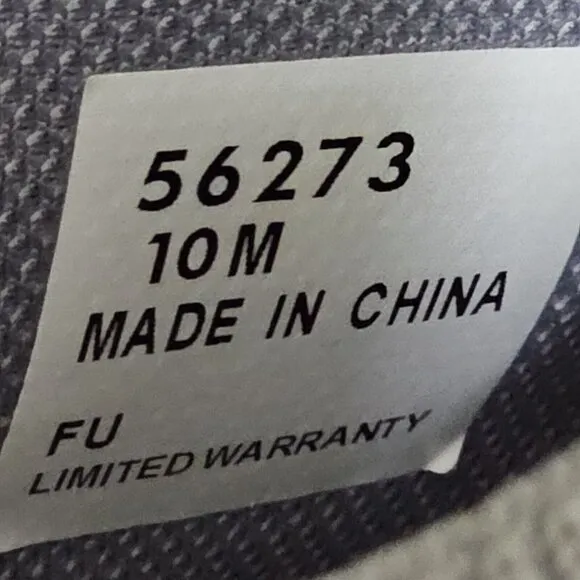 56273
10M
MADE IN CHINA
FU
LIMITED WARRANTY